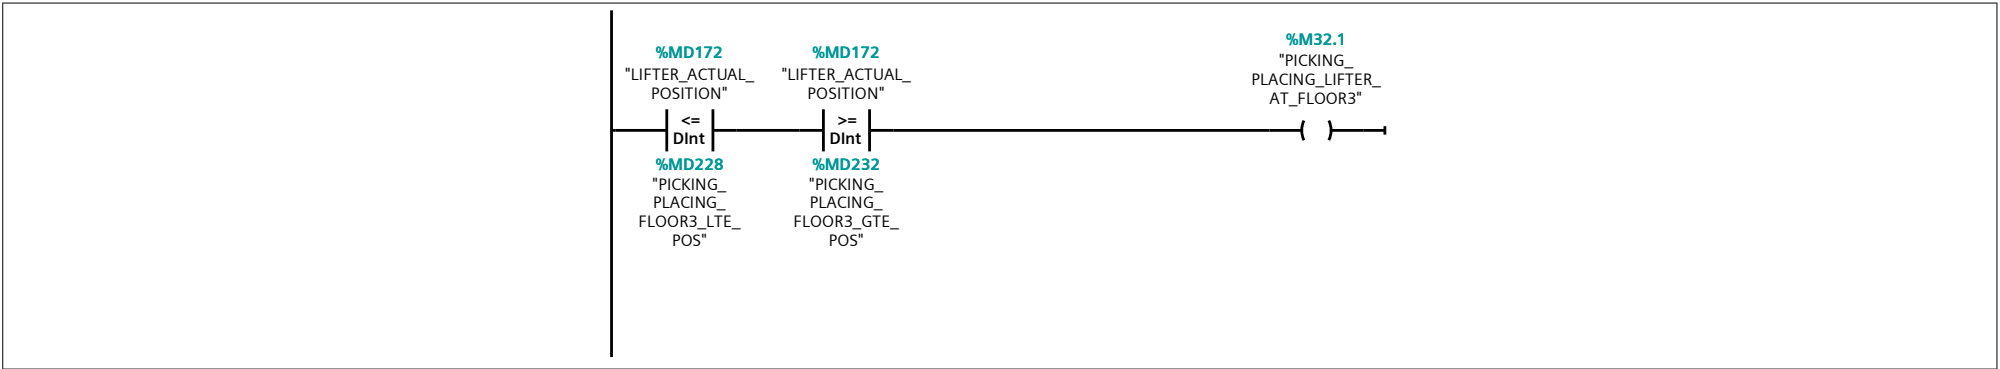 %MD172
"LIFTER_ACTUAL_
POSITION"
<=
DInt
%MD228
"PICKING_
PLACING_
FLOOR3_LTE_
POS"
%MD172
"LIFTER_ACTUAL_
POSITION"
>=
DInt
%MD232
"PICKING_
PLACING_
FLOOR3_GTE_
POS"
%M32.1
"PICKING_
PLACING_LIFTER_
AT_FLOOR3"